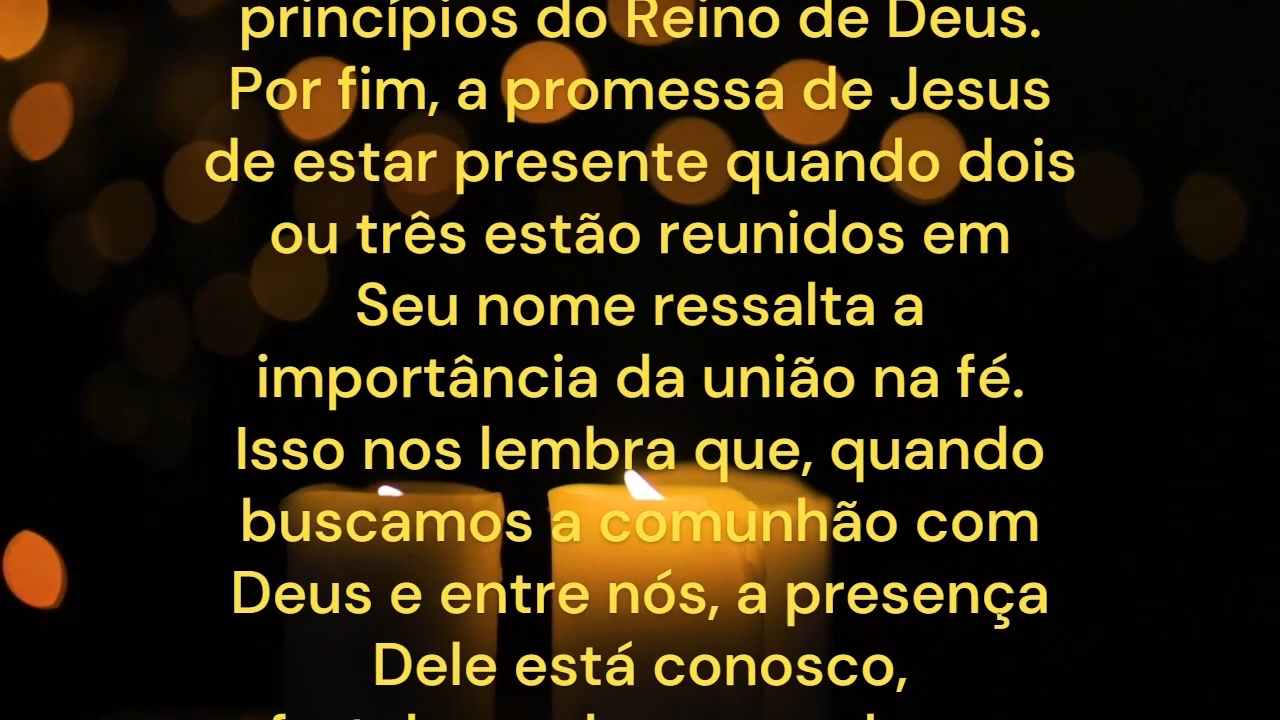 princípios do Reino de Deus.
Por fim, a promessa de Jesus
de estar presente quando dois
ou três estão reunidos em
Seu nome ressalta a
importância da união na fé.
Isso nos lembra que, quando
buscamos a comunhão com
Deus e entre nós, a presença
Dele está conosco,